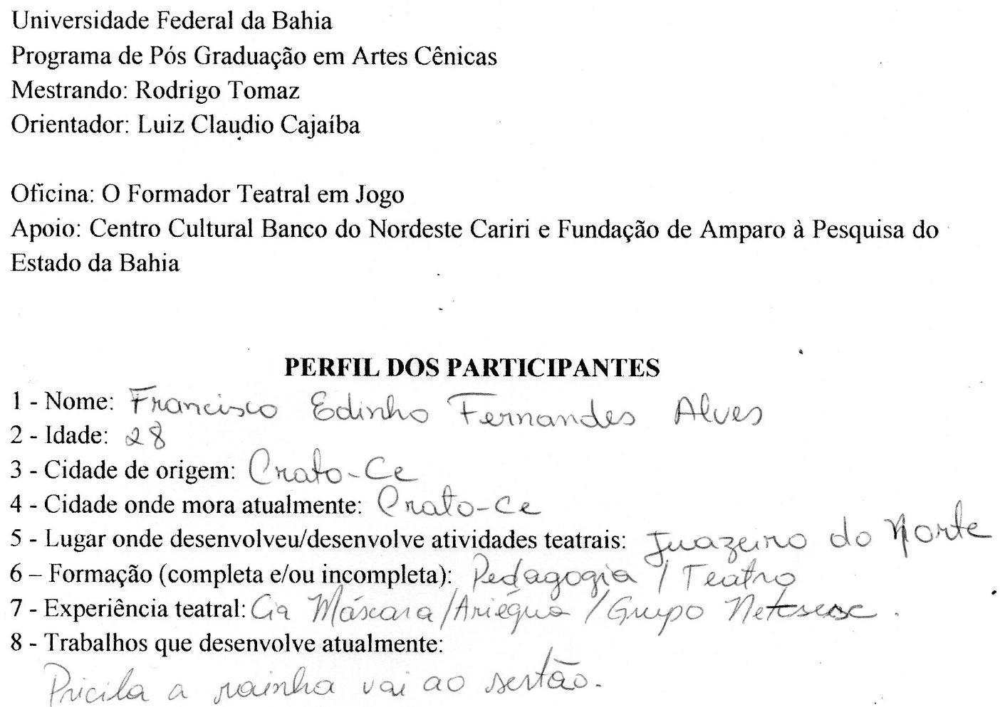 Universidade Federal da Bahia
Programa de Pós Graduação em Artes Cênicas
Mestrando: Rodrigo Tomaz
Orientador: Luiz Claudio Cajaíba
Oficina: O Formador Teatral em Jogo
Apoio: Centro Cultural Banco do Nordeste Cariri e Fundação de Amparo à Pesquisa do
Estado da Bahia
PERFIL DOS PARTICIPANTES
1 - Nome: Francisco Edinho Fernandes Alves
2 - Idade: 28
3 - Cidade de origem: Crato-Ce
4 - Cidade onde mora atualmente: Crato-Ce
5 - Lugar onde desenvolveu/desenvolve atividades teatrais: Juazeiro do Norte
6 – Formação (completa e/ou incompleta): Pedagogia / Teatro
7 - Experiência teatral: Cia Máscara / / Grupo
8 - Trabalhos que desenvolve atualmente:
Pricila a rainha vai ao sertão.